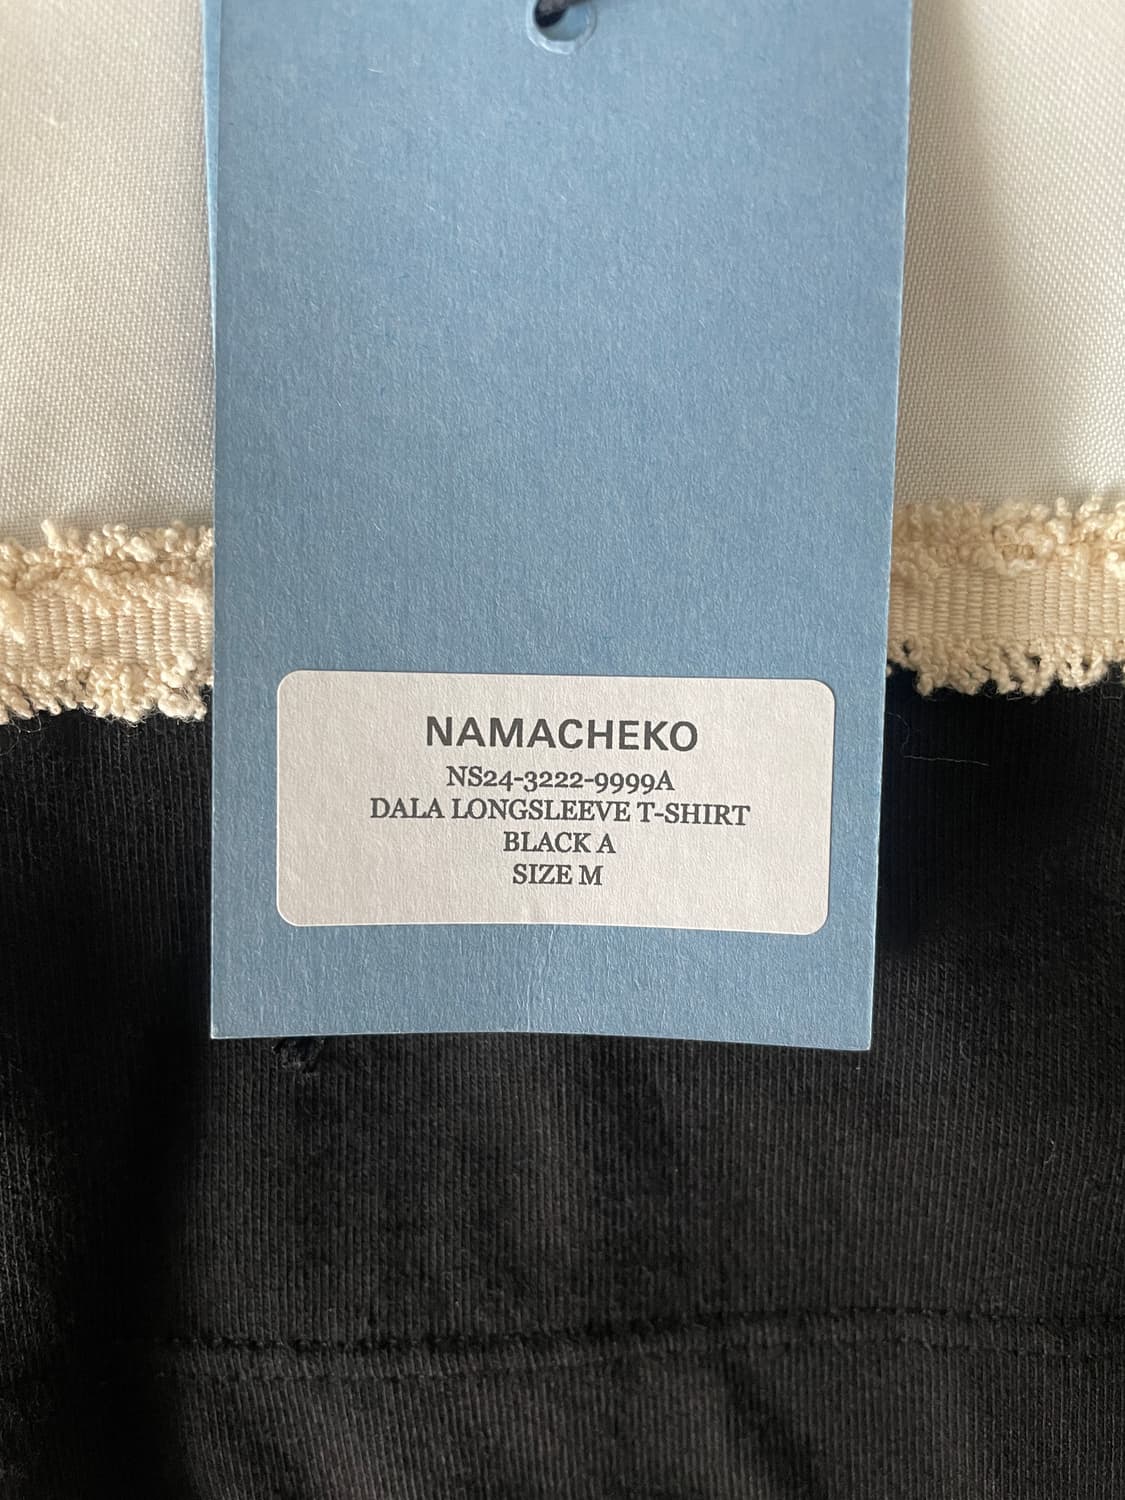 NAMACHEKO
NS24-3222-9999A
DALA LONGSLEEVE T-SHIRT
BLACK A
SIZE M